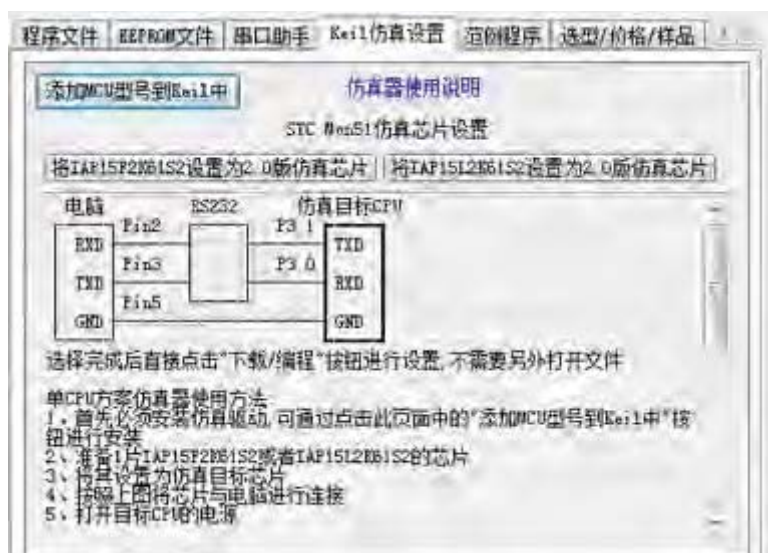 程序文件 EEPROM文件 串口助手 Keil仿真设置 范例程序 选型/价格/样品
添加MCU型号到Keil中 仿真器使用说明
STC Mon51仿真芯片设置
将IAP15F2K61S2设置为2.0版仿真芯片 将IAP15L2K61S2设置为2.0版仿真芯片
电脑 RS232 仿真目标CPU
Pin2 P3.1
RXD TXD
Pin3 P3.0
TXD RXD
Pin5
GND GND
选择完成后直接点击"下载/编程"按钮进行设置,不需要另外打开文件
单CPU方案仿真器使用方法
1、首先必须安装仿真驱动,可通过点击此页面中的"添加MCU型号到Keil中"按
钮进行安装
2、准备1片IAP15F2K61S2或者IAP15L2K61S2的芯片
3、将其设置为仿真目标芯片
4、按照上图将芯片与电脑进行连接
5、打开目标CPU的电源